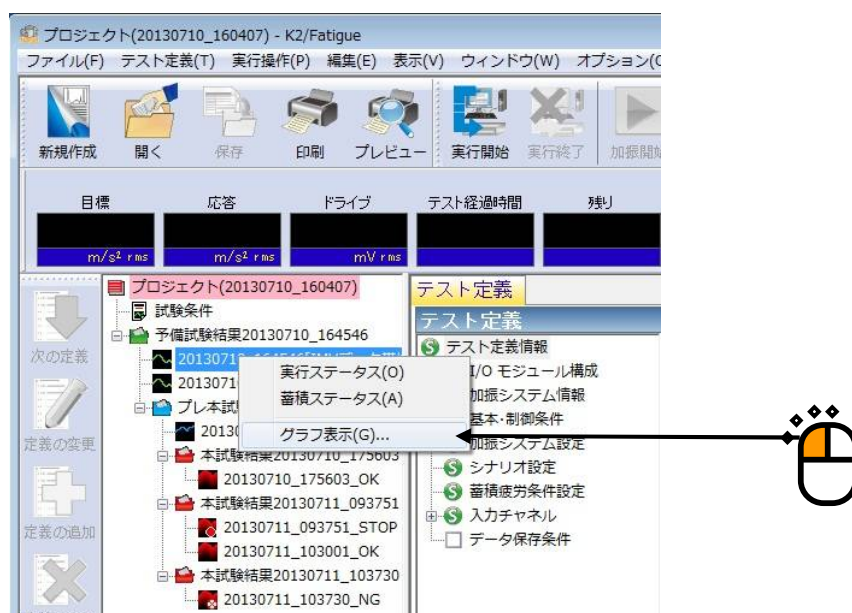 プロジェクト(20130710_160407) - K2/Fatigue
ファイル(F) テスト定義(T) 実行操作(P) 編集(E) 表示(V) ウィンドウ(W) オプション(
新規作成 開く 保存 印刷 プレビュー 実行開始 実行終了 加振開始
目標 応答 ドライブ テスト経過時間 残り
m/s² rms m/s² rms mV rms
プロジェクト(20130710_160407)
試験条件
予備試験結果20130710_164546
2013071
2013071
プレ本試
2013
本試験結果20130710_175603
20130710_175603_OK
本試験結果20130711_093751
20130711_093751_STOP
20130711_103001_OK
本試験結果20130711_103730
20130711_103730_NG
次の定義
定義の変更
定義の追加
実行ステータス(O)
蓄積ステータス(A)
グラフ表示(G)...
テスト定義
テスト定義
テスト定義情報
I/O モジュール構成
加振システム情報
基本・制御条件
加振システム設定
シナリオ設定
蓄積疲労条件設定
入力チャネル
データ保存条件